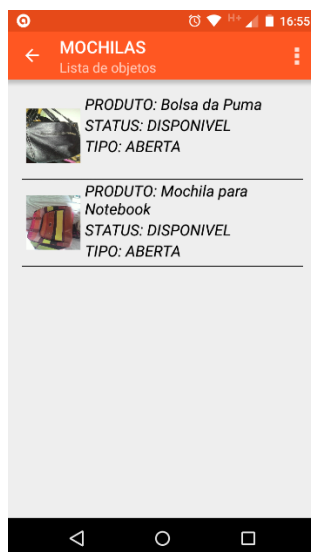 H+ 16:55
MOCHILAS
Lista de objetos
PRODUTO: Bolsa da Puma
STATUS: DISPONIVEL
TIPO: ABERTA
PRODUTO: Mochila para
Notebook
STATUS: DISPONIVEL
TIPO: ABERTA